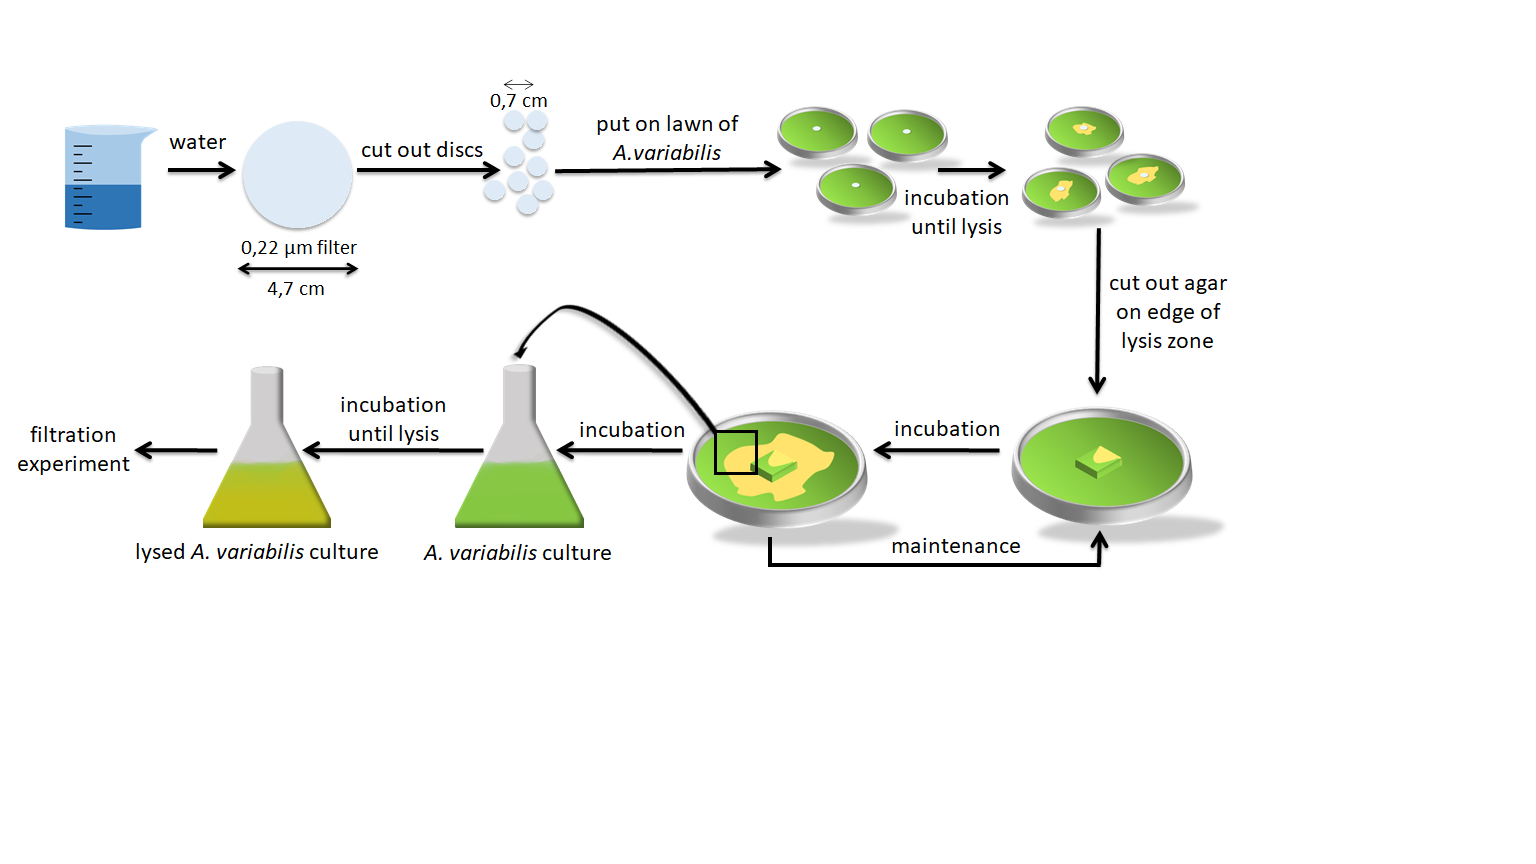 0,7 cm
water
cut out discs
put on lawn of
A.variabilis
incubation
until lysis
0,22 µm filter
4,7 cm
cut out agar
on edge of
lysis zone
incubation
incubation
incubation
until lysis
filtration
experiment
maintenance
A. variabilis culture
lysed A. variabilis culture